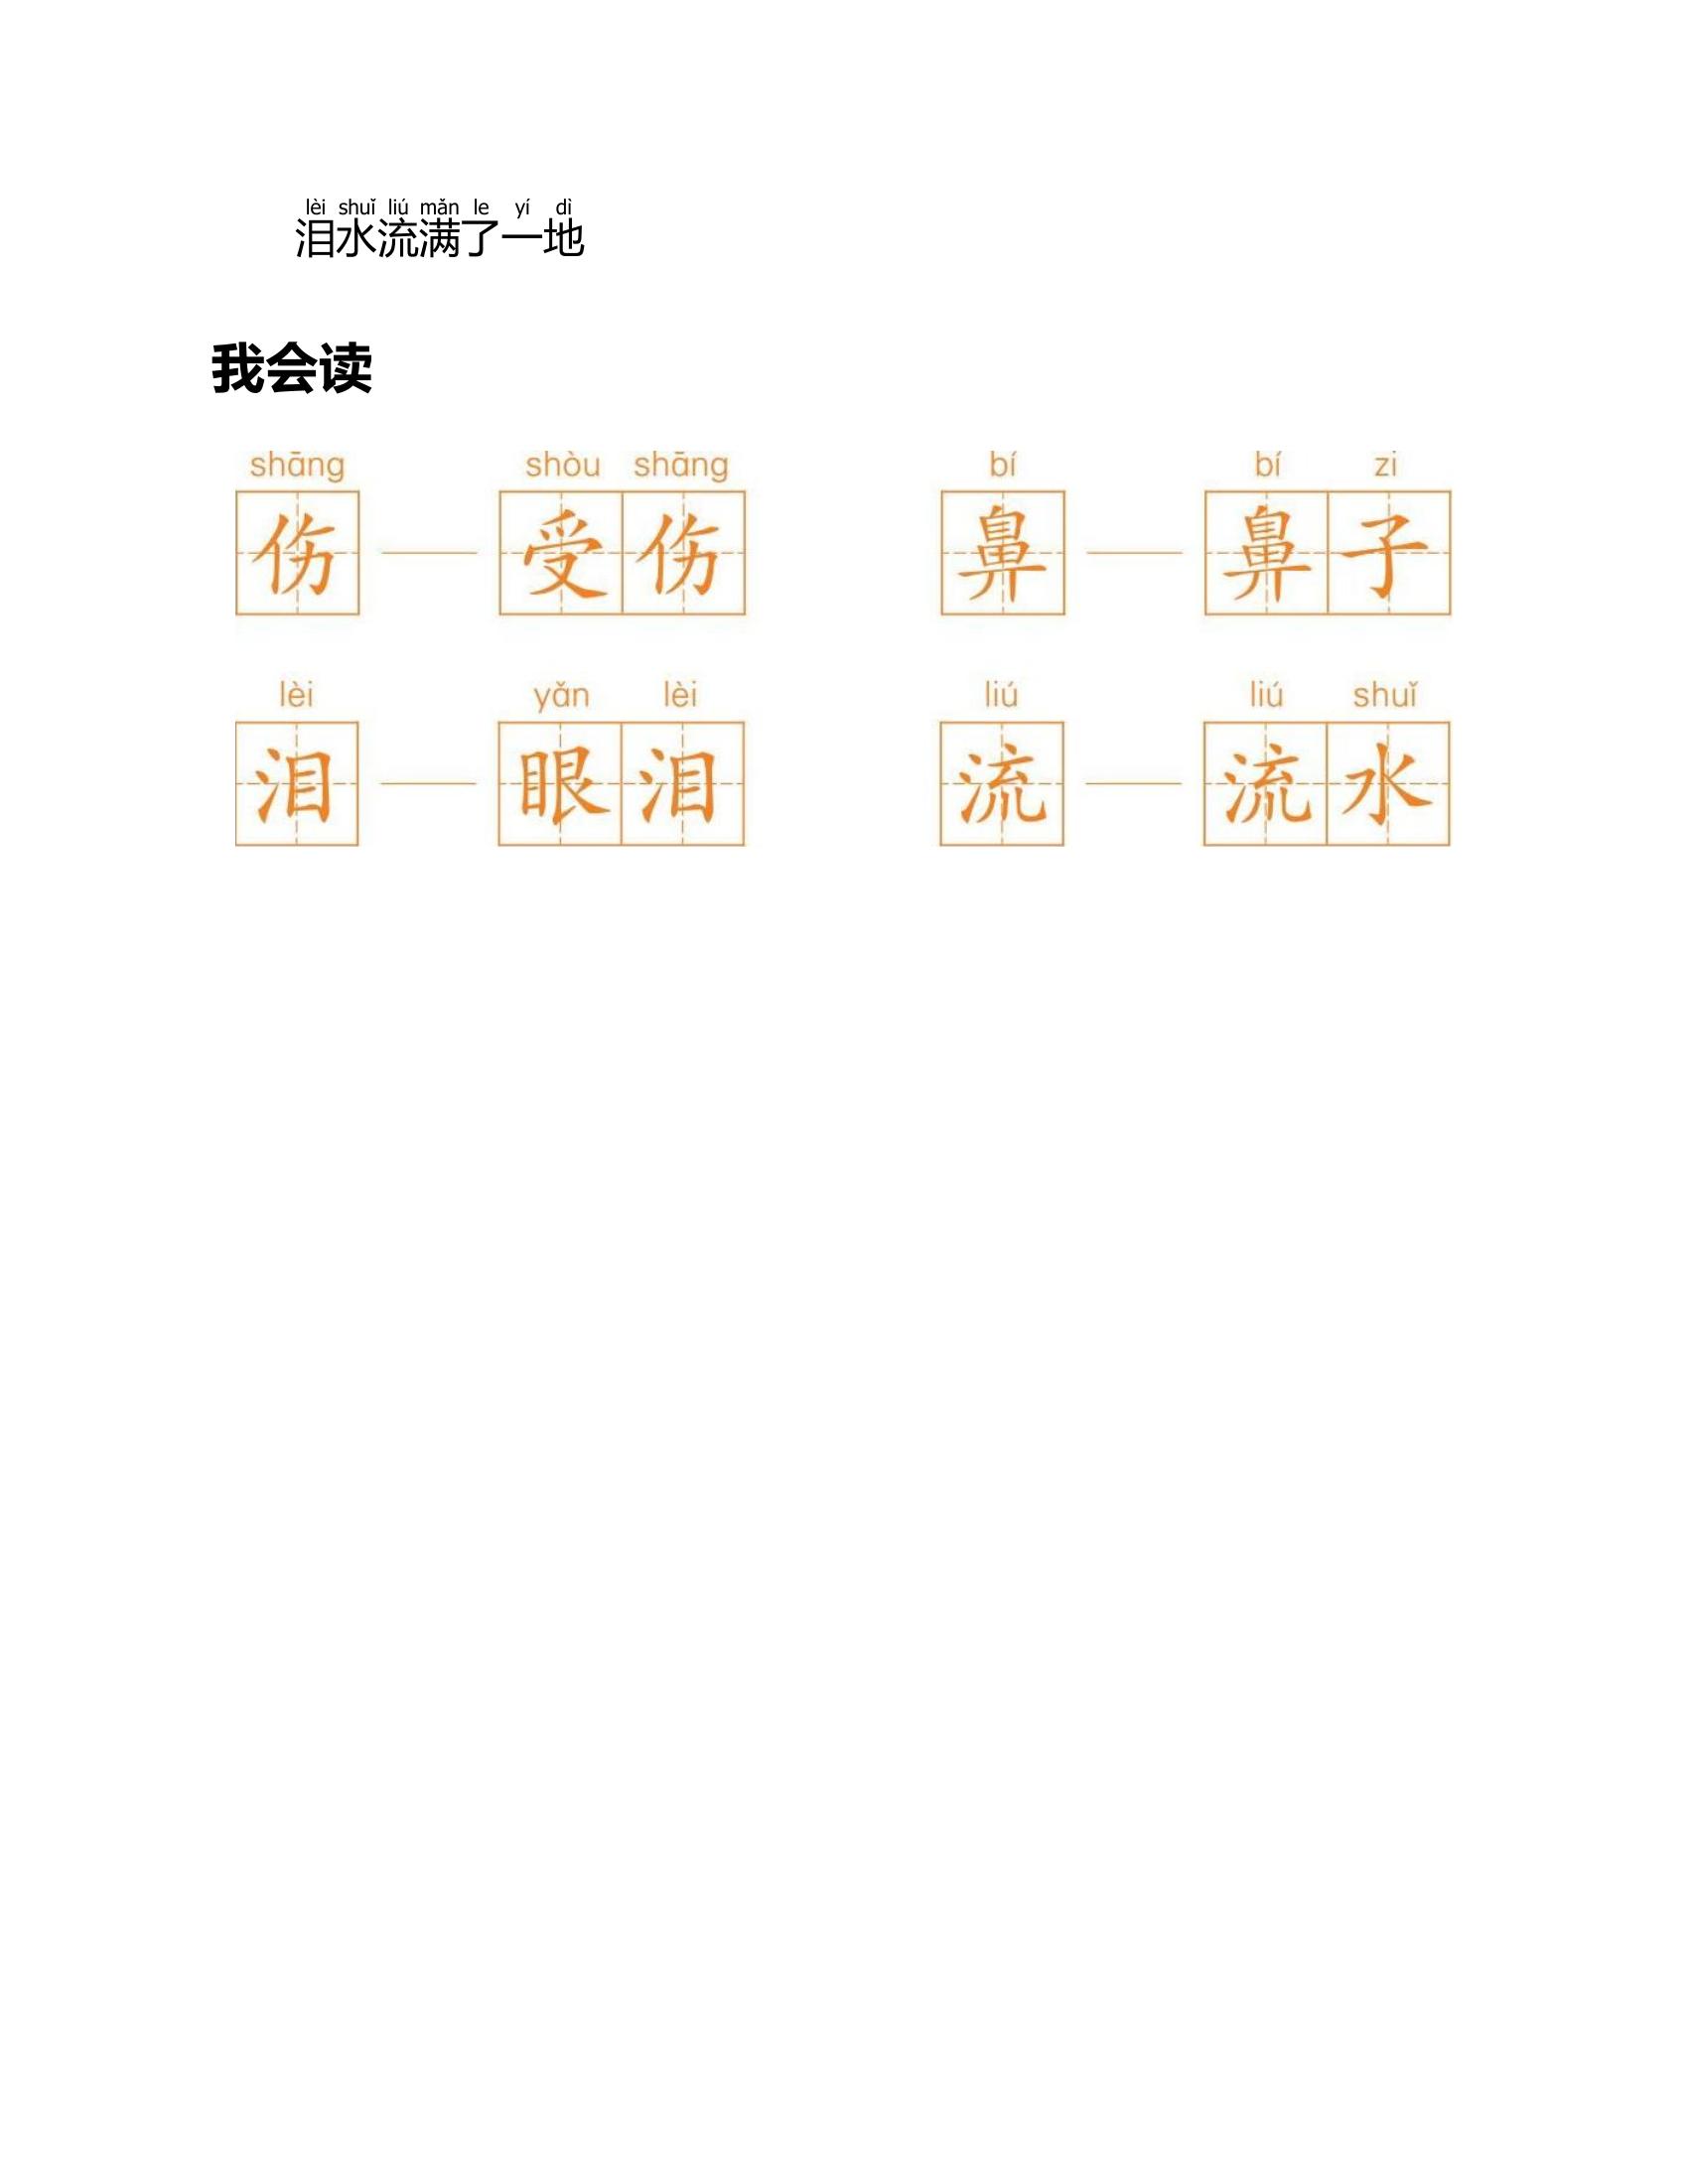 lèi shuǐ liú mǎn le yí dì
泪水流满了一地
我会读
shāng shòu shāng bí bí zi
伤 受伤 鼻 鼻子
lèi yǎn lèi liú liú shuǐ
泪 眼泪 流 流水